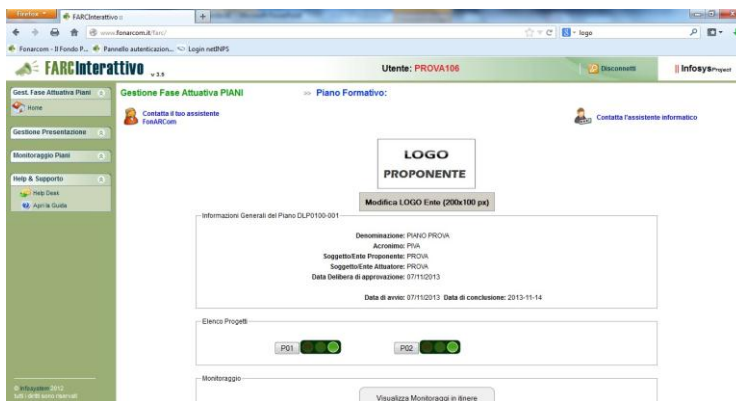 Firefox
FARCInterattivo ::
www.fonarcom.it/farc/
logo
Fonarcom - Il Fondo P...
Pannello autenticazion...
Login netINPS
FARCInterattivo v 3.5
Utente: PROVA106
Disconnetti
InfosysProject
Gest. Fase Attuativa Piani
Home
Gestione Presentazione
Monitoraggio Piani
Help & Supporto
Help Desk
Apri la Guida
© Infosystem 2012
tutti i diritti sono riservati
Gestione Fase Attuativa PIANI
Piano Formativo:
Contatta il tuo assistente
FonARCom
Contatta l'assistente informatico
LOGO
PROPONENTE
Modifica LOGO Ente (200x100 px)
Informazioni Generali del Piano DLP0100-001
Denominazione: PIANO PROVA
Acronimo: PIVA
Soggetto/Ente Proponente: PROVA
Soggetto/Ente Attuatore: PROVA
Data Delibera di approvazione: 07/11/2013
Data di avvio: 07/11/2013 Data di conclusione: 2013-11-14
Elenco Progetti
P01
P02
Monitoraggio
Visualizza Monitoraggi in itinere